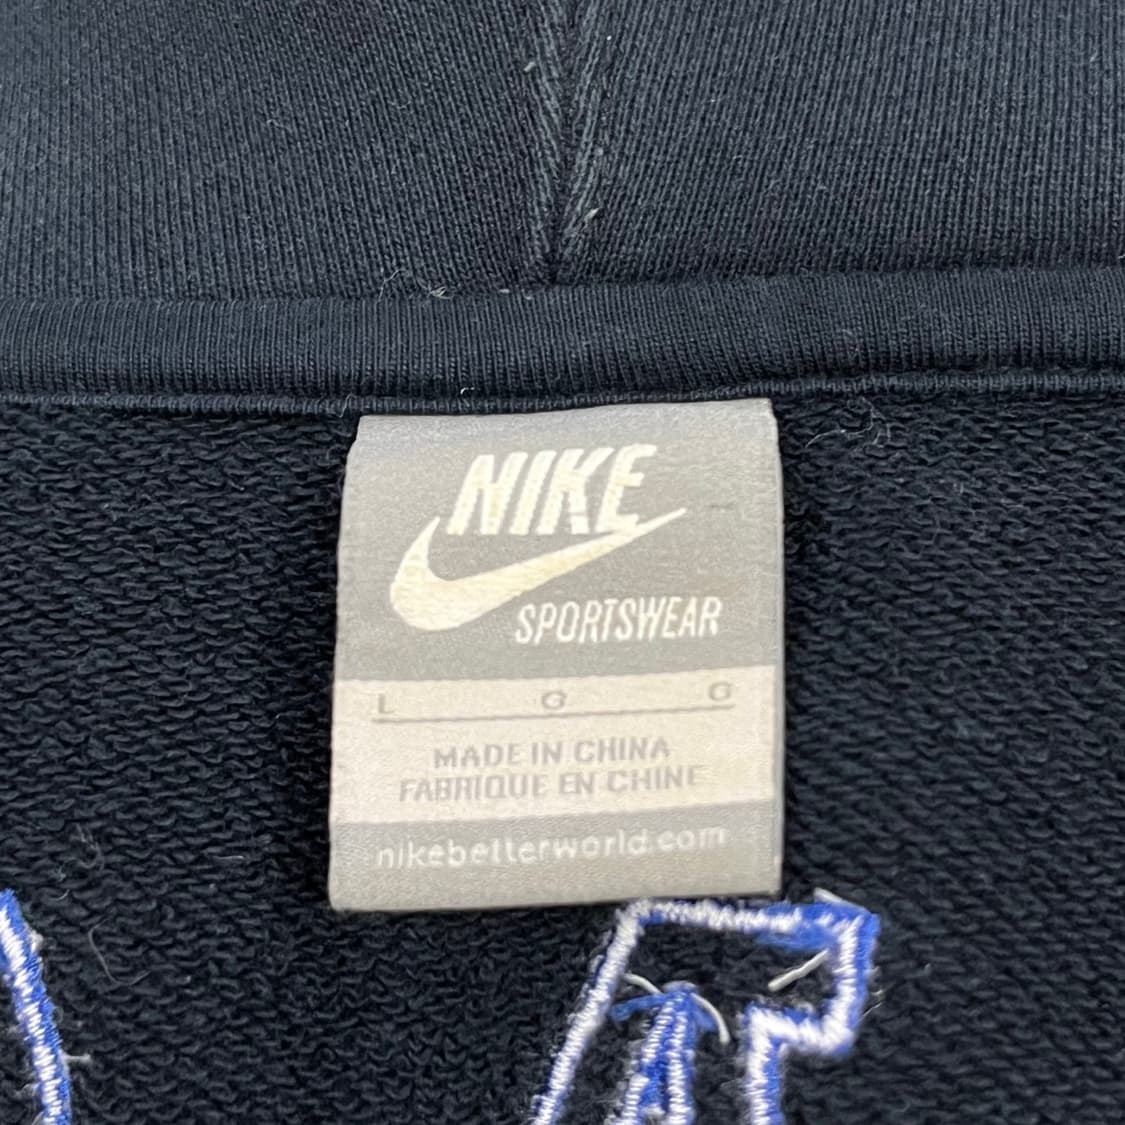 NIKE
SPORTSWEAR
L G G
MADE IN CHINA
FABRIQUE EN CHINE
nikebetterworld.com